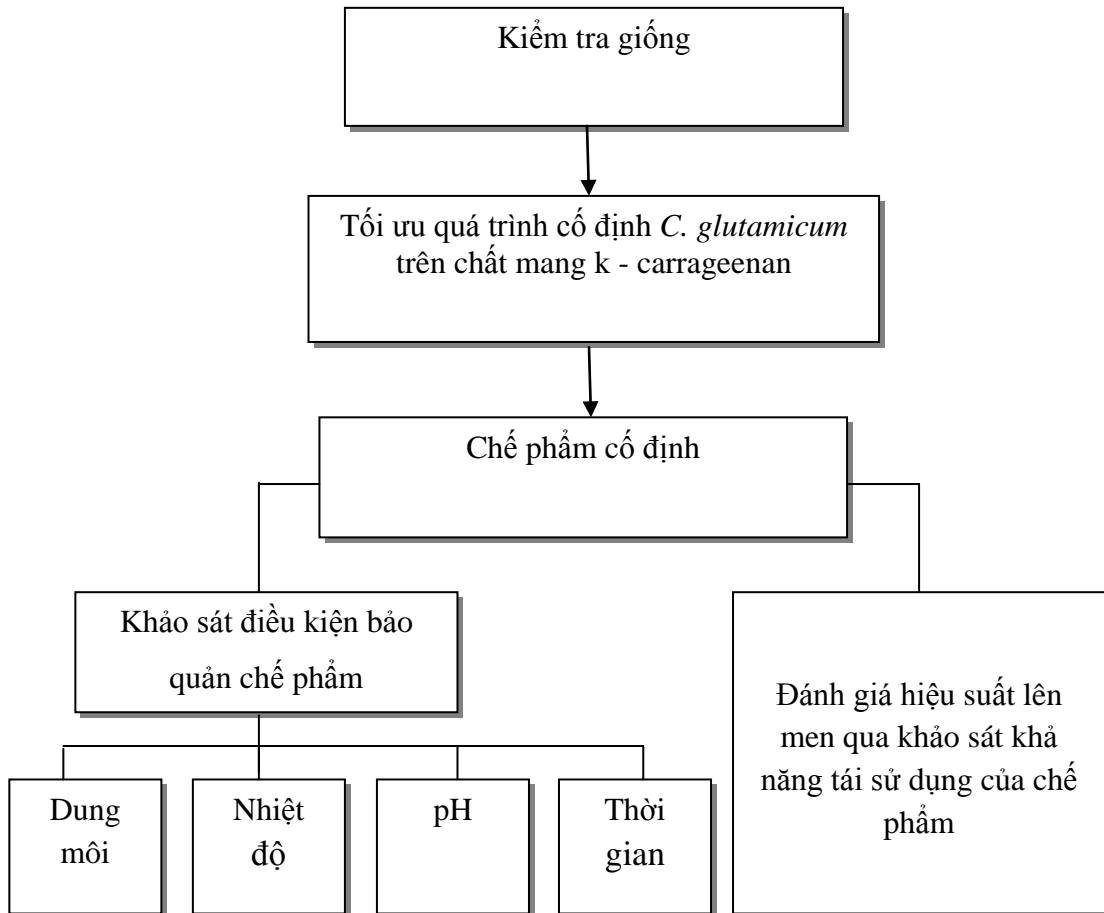 Kiểm tra giống
Tối ưu quá trình cố định C. glutamicum
trên chất mang k - carrageenan
Chế phẩm cố định
Khảo sát điều kiện bảo
quản chế phẩm
Đánh giá hiệu suất lên
men qua khảo sát khả
năng tái sử dụng của chế
phẩm
Dung
môi
Nhiệt
độ
pH
Thời
gian